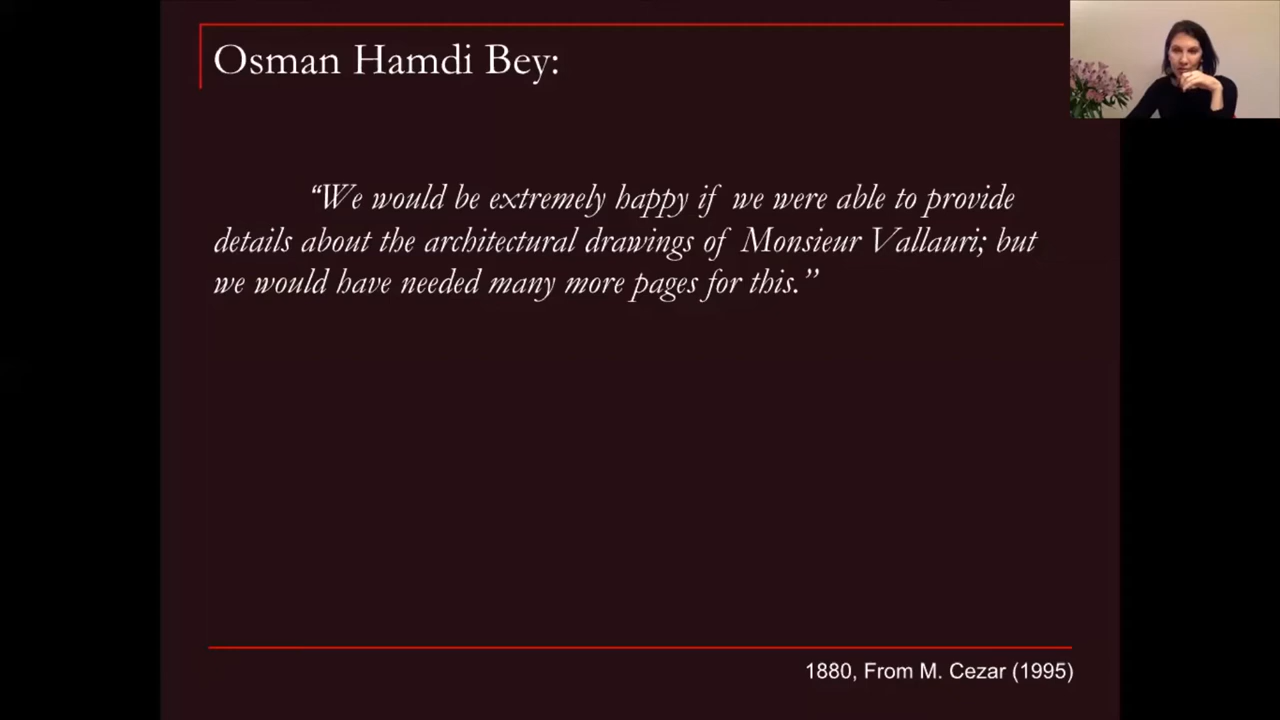 Osman Hamdi Bey:
“We would be extremely happy if we were able to provide
details about the architectural drawings of Monsieur Vallauri; but
we would have needed many more pages for this.”
1880, From M. Cezar (1995)